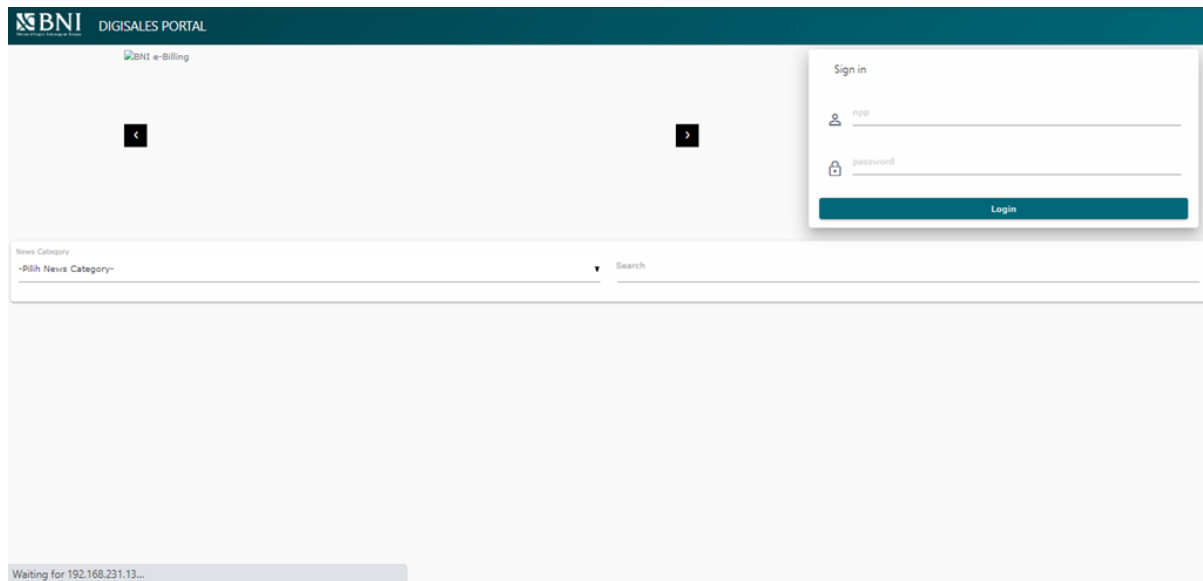 BNI DIGISALES PORTAL
BNI e-Billing
Sign in
npp
password
Login
News Category
-Pilih News Category-
Search
Waiting for 192.168.231.13...